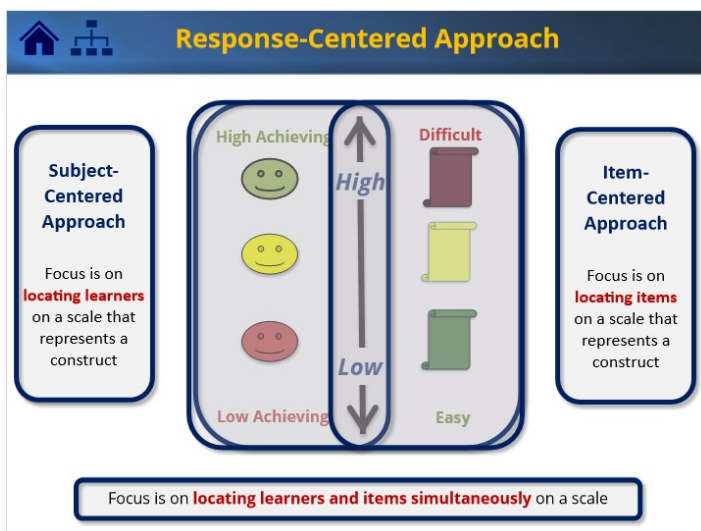 Response-Centered Approach
Subject-
Centered
Approach
Focus is on
locating learners
on a scale that
represents a
construct
High Achieving
High
Difficult
Low
Low Achieving
Easy
Item-
Centered
Approach
Focus is on
locating items
on a scale that
represents a
construct
Focus is on locating learners and items simultaneously on a scale